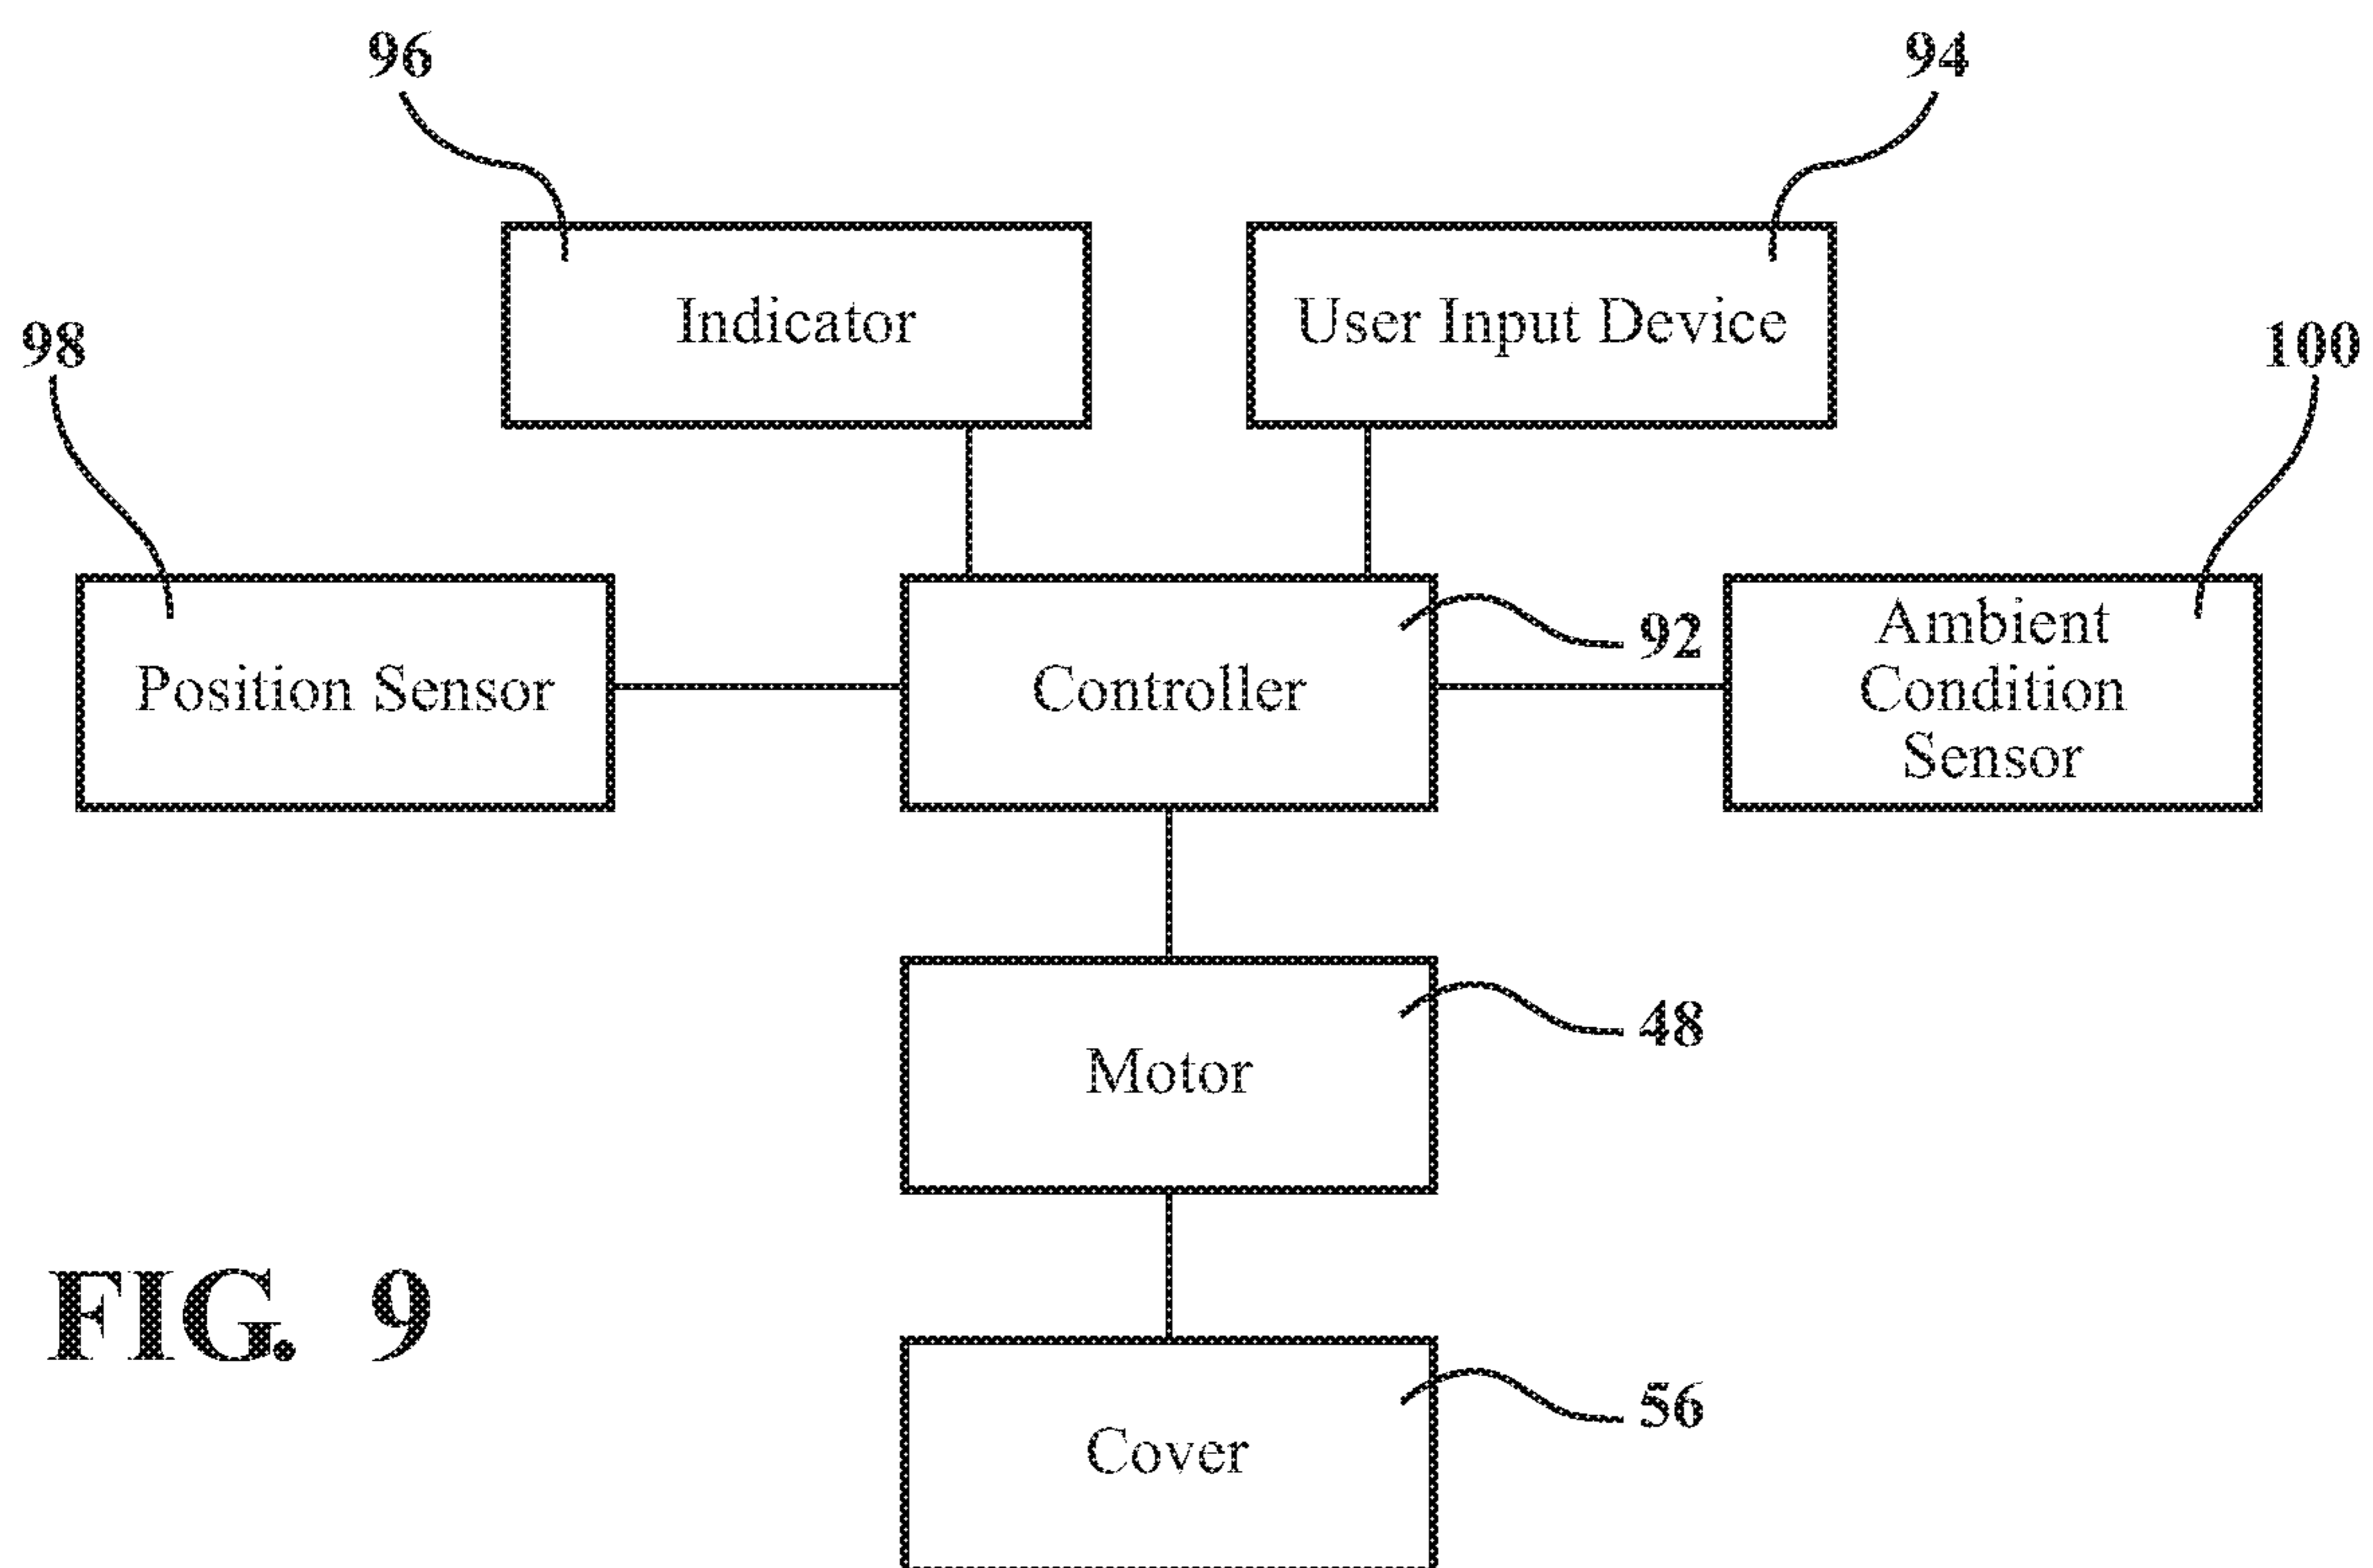 96
94
Indicator
User Input Device
98
100
Position Sensor
Controller
92
Ambient
Condition
Sensor
Motor
48
Cover
56
FIG. 9